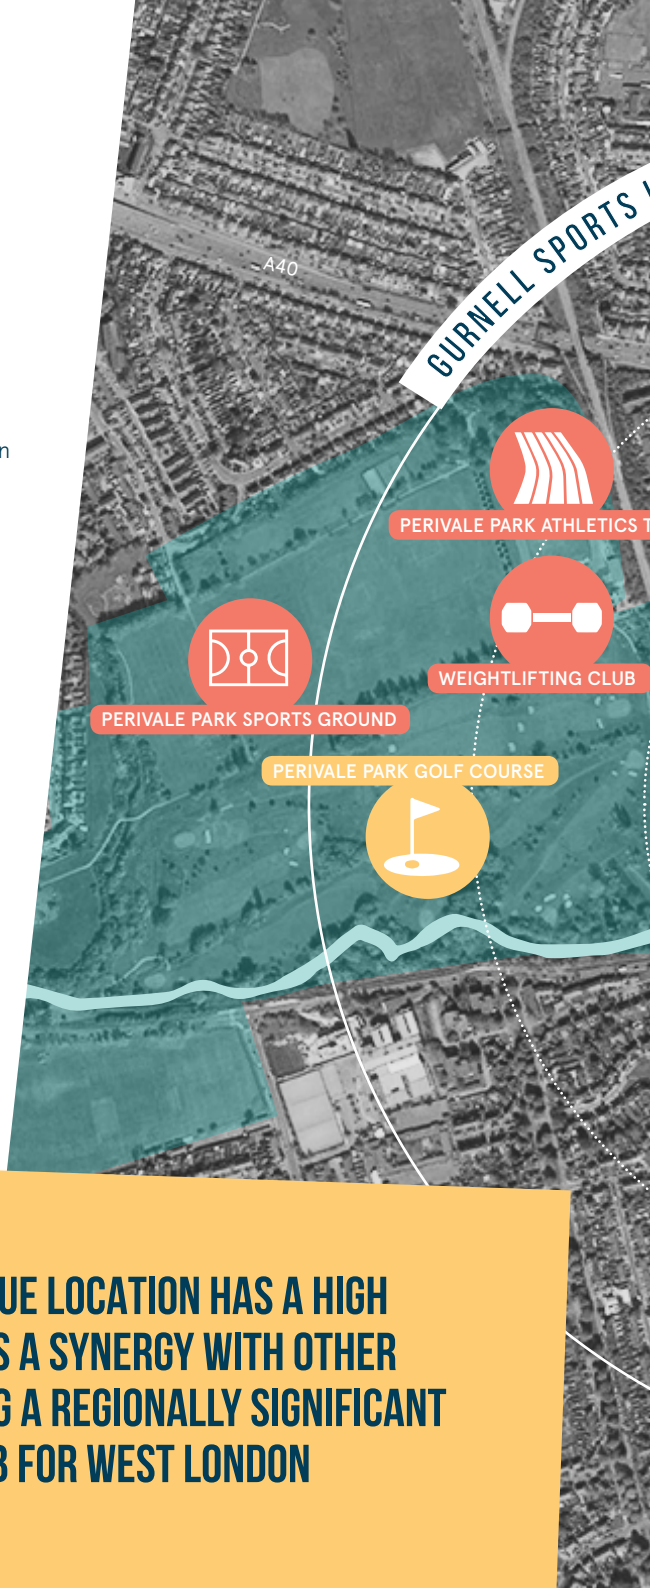 A40
GURNELL SPORTS
n
PERIVALE PARK ATHLETICS T
WEIGHTLIFTING CLUB
PERIVALE PARK SPORTS GROUND
PERIVALE PARK GOLF COURSE
UE LOCATION HAS A HIGH
S A SYNERGY WITH OTHER
G A REGIONALLY SIGNIFICANT
B FOR WEST LONDON